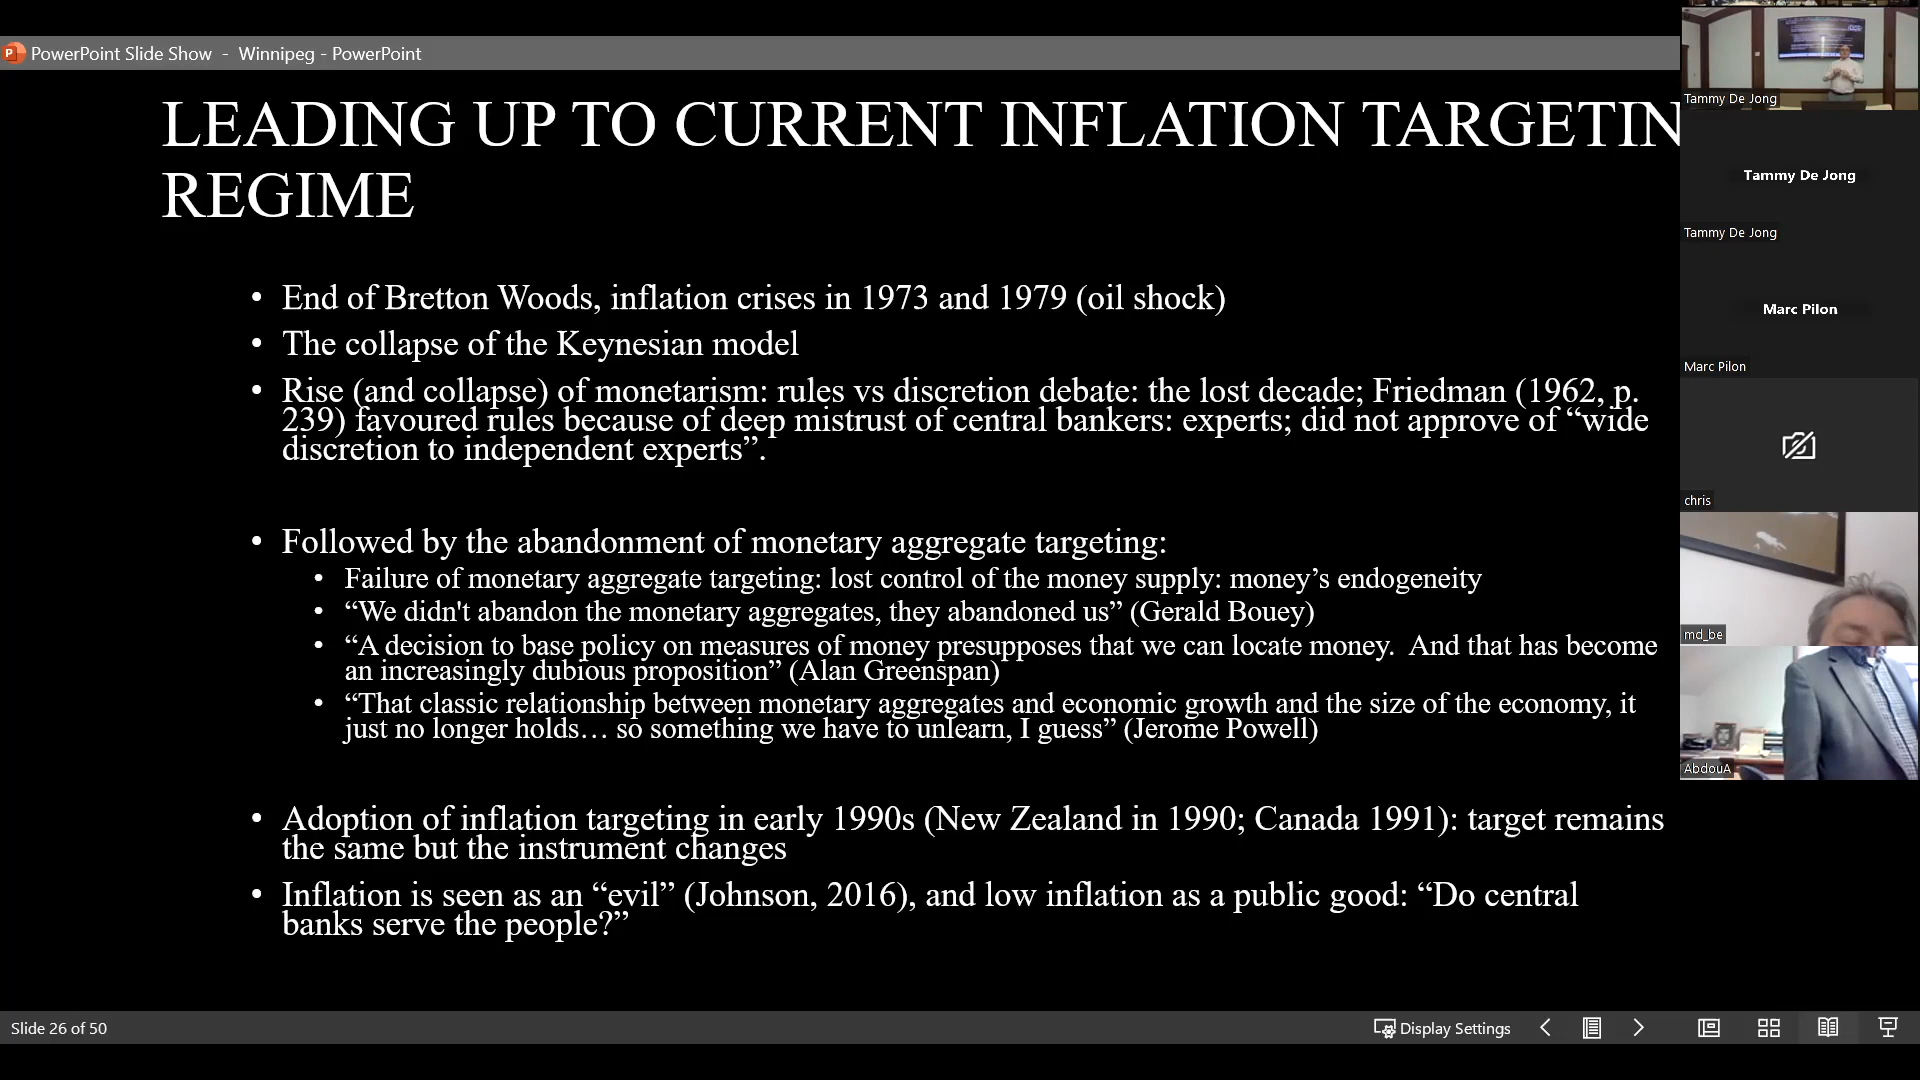 PowerPoint Slide Show - Winnipeg - PowerPoint
LEADING UP TO CURRENT INFLATION TARGETIN
REGIME
• End of Bretton Woods, inflation crises in 1973 and 1979 (oil shock)
• The collapse of the Keynesian model
• Rise (and collapse) of monetarism: rules vs discretion debate: the lost decade; Friedman (1962, p.
239) favoured rules because of deep mistrust of central bankers: experts; did not approve of “wide
discretion to independent experts”.
• Followed by the abandonment of monetary aggregate targeting:
• Failure of monetary aggregate targeting: lost control of the money supply: money’s endogeneity
• “We didn't abandon the monetary aggregates, they abandoned us” (Gerald Bouey)
• “A decision to base policy on measures of money presupposes that we can locate money. And that has become
an increasingly dubious proposition” (Alan Greenspan)
• “That classic relationship between monetary aggregates and economic growth and the size of the economy, it
just no longer holds… so something we have to unlearn, I guess” (Jerome Powell)
• Adoption of inflation targeting in early 1990s (New Zealand in 1990; Canada 1991): target remains
the same but the instrument changes
• Inflation is seen as an “evil” (Johnson, 2016), and low inflation as a public good: “Do central
banks serve the people?”
Slide 26 of 50
Display Settings
Tammy De Jong
Tammy De Jong
Tammy De Jong
Marc Pilon
Marc Pilon
chris
md_be
AbdouA